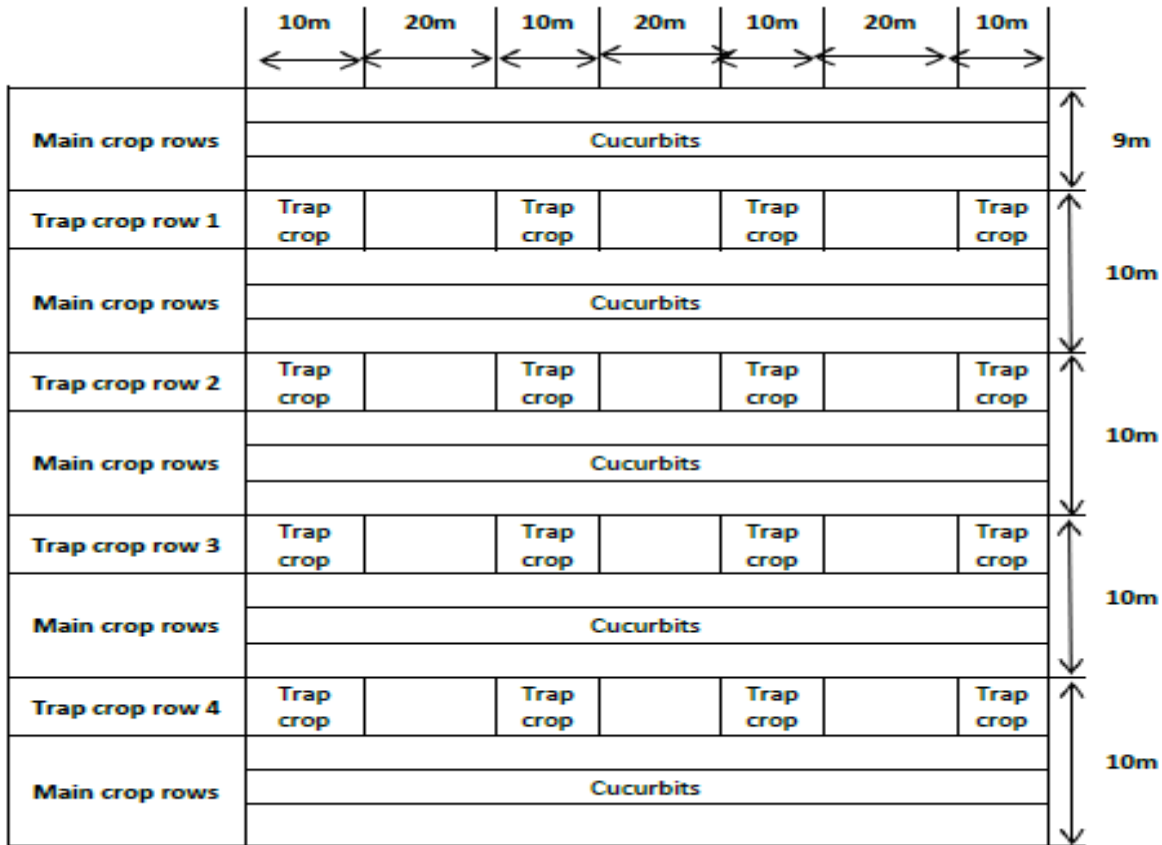 10m 20m 10m 20m 10m 20m 10m
Main crop rows Cucurbits 9m
Trap crop row 1 Trap crop Trap crop Trap crop Trap crop
10m
Main crop rows Cucurbits
Trap crop row 2 Trap crop Trap crop Trap crop Trap crop
10m
Main crop rows Cucurbits
Trap crop row 3 Trap crop Trap crop Trap crop Trap crop
10m
Main crop rows Cucurbits
Trap crop row 4 Trap crop Trap crop Trap crop Trap crop
10m
Main crop rows Cucurbits